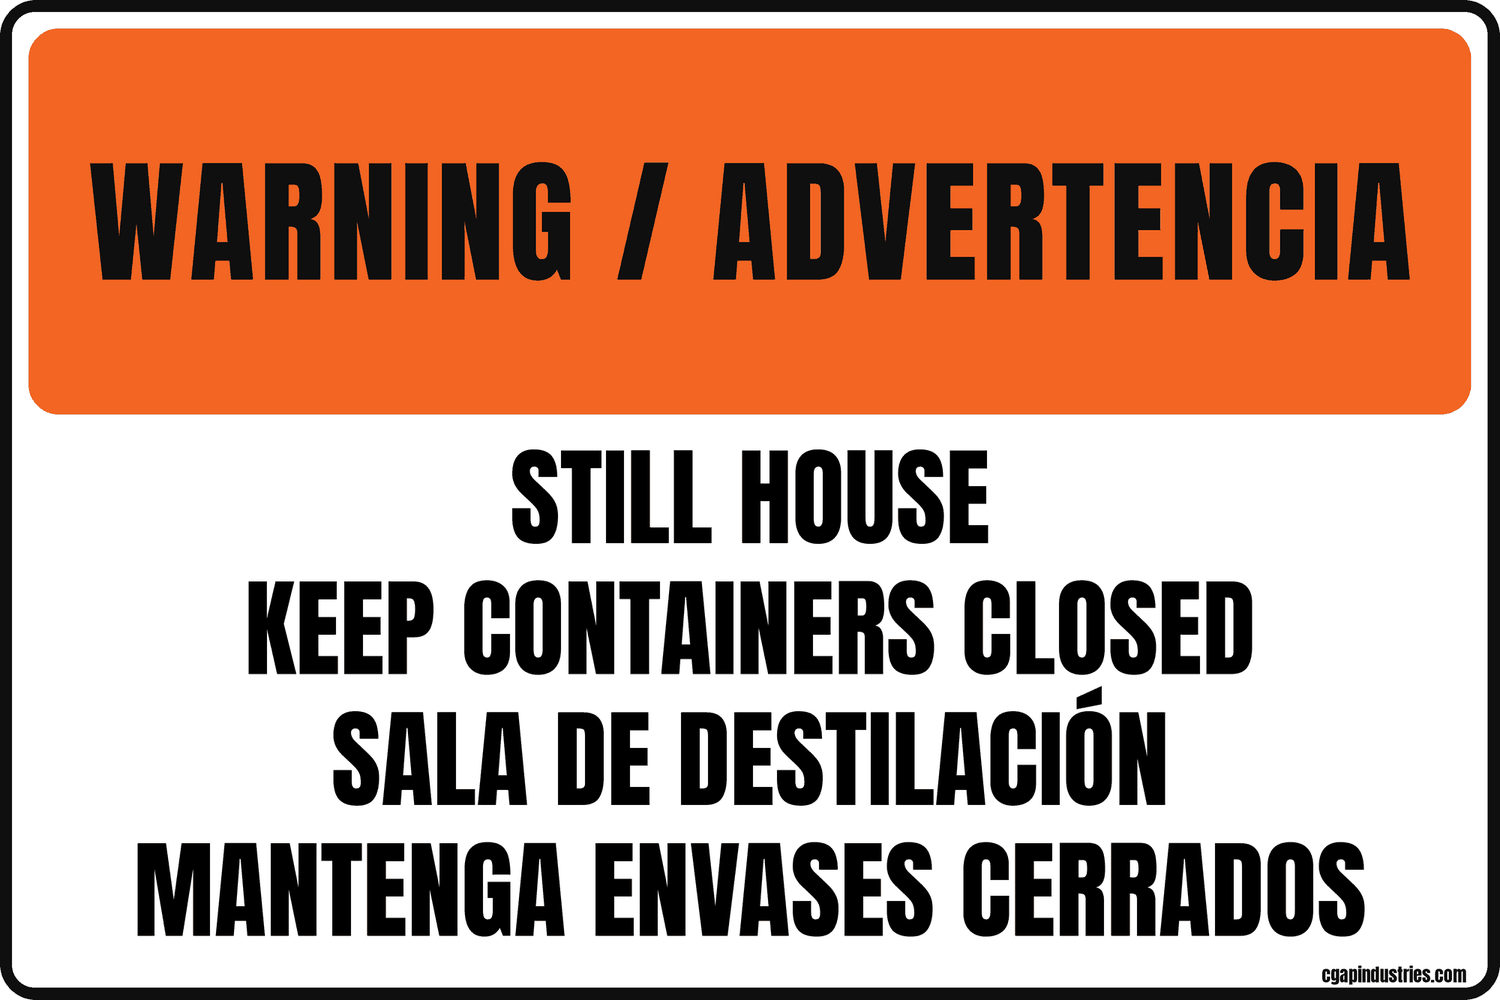 WARNING / ADVERTENCIA
STILL HOUSE
KEEP CONTAINERS CLOSED
SALA DE DESTILACIÓN
MANTENGA ENVASES CERRADOS
cgapindustries.com